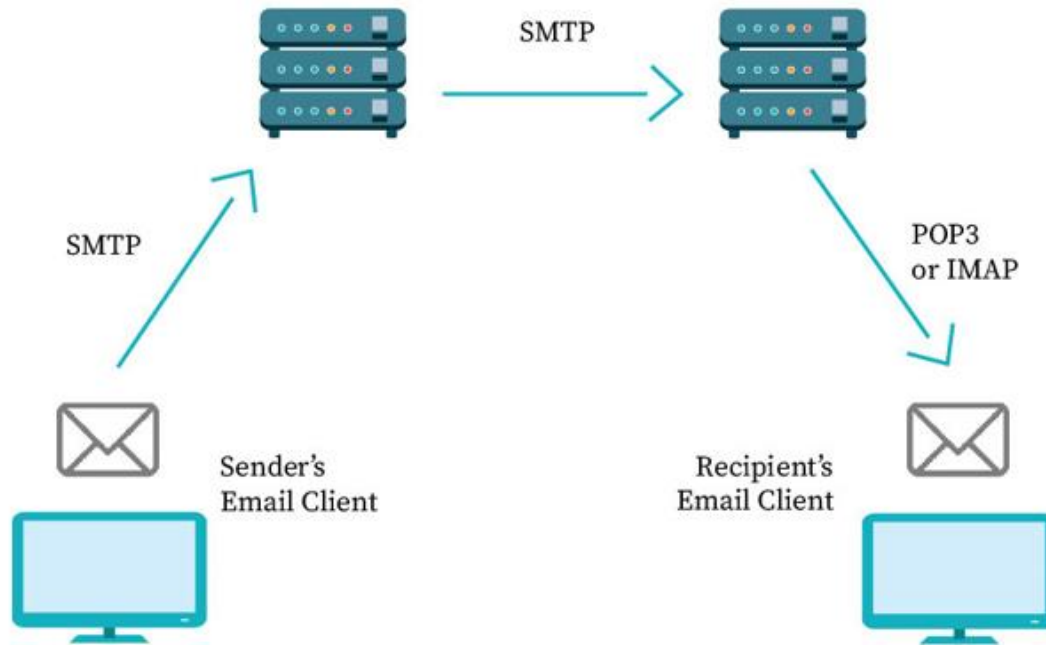 SMTP
SMTP
POP3
or IMAP
Sender’s
Email Client
Recipient’s
Email Client